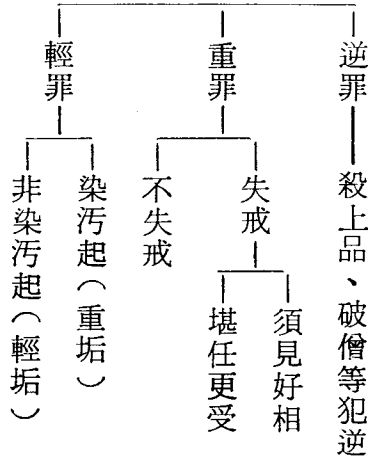 逆罪
殺上品、破僧等犯逆
重罪
失戒
須見好相
堪任更受
不失戒
輕罪
染污起（重垢）
非染污起（輕垢）